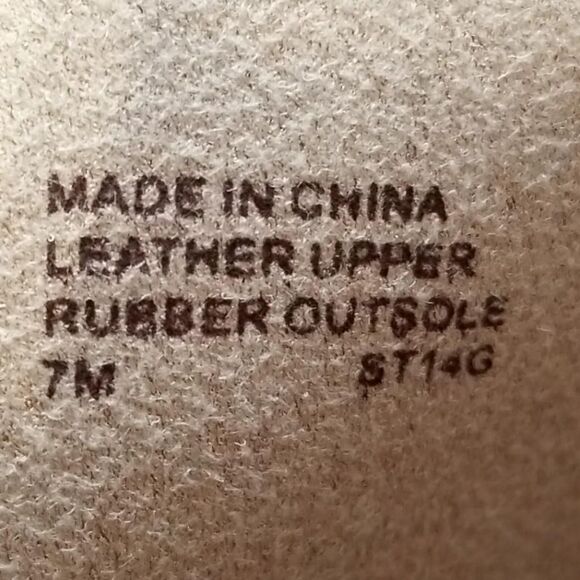 MADE IN CHINA
LEATHER UPPER
RUBBER OUTSOLE
7M ST14G